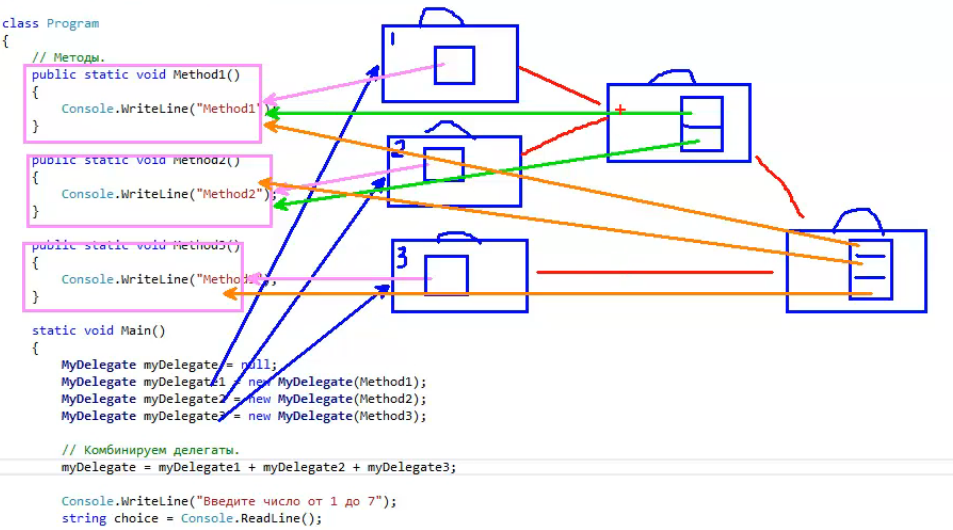 class Program
{
// Методы.
public static void Method1()
{
Console.WriteLine("Method1");
}
public static void Method2()
{
Console.WriteLine("Method2");
}
public static void Method3()
{
Console.WriteLine("Method3");
}
static void Main()
{
MyDelegate myDelegate = null;
MyDelegate myDelegate1 = new MyDelegate(Method1);
MyDelegate myDelegate2 = new MyDelegate(Method2);
MyDelegate myDelegate3 = new MyDelegate(Method3);
// Комбинируем делегаты.
myDelegate = myDelegate1 + myDelegate2 + myDelegate3;
Console.WriteLine("Введите число от 1 до 7");
string choice = Console.ReadLine();
1
2
3